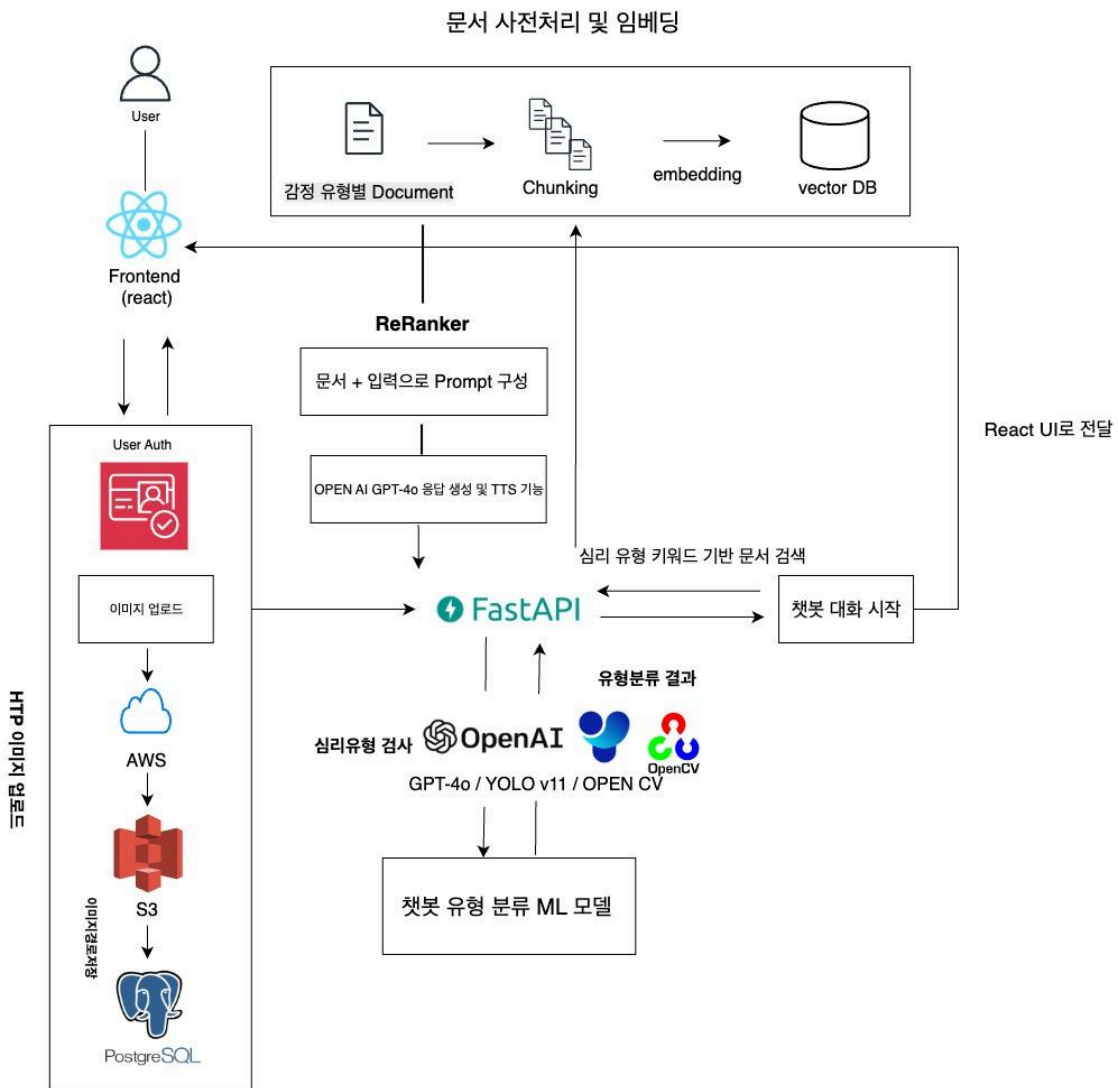 문서 사전처리 및 임베딩
User
감정 유형별 Document
Chunking
embedding
vector DB
Frontend
(react)
ReRanker
문서 + 입력으로 Prompt 구성
React UI로 전달
User Auth
OPEN AI GPT-4o 응답 생성 및 TTS 기능
심리 유형 키워드 기반 문서 검색
이미지 업로드
FastAPI
챗봇 대화 시작
유형분류 결과
HTP 이미지 업로드
심리유형 검사
OpenAI
OpenCV
AWS
GPT-4o / YOLO v11 / OPEN CV
S3
이미지경로저장
챗봇 유형 분류 ML 모델
PostgreSQL